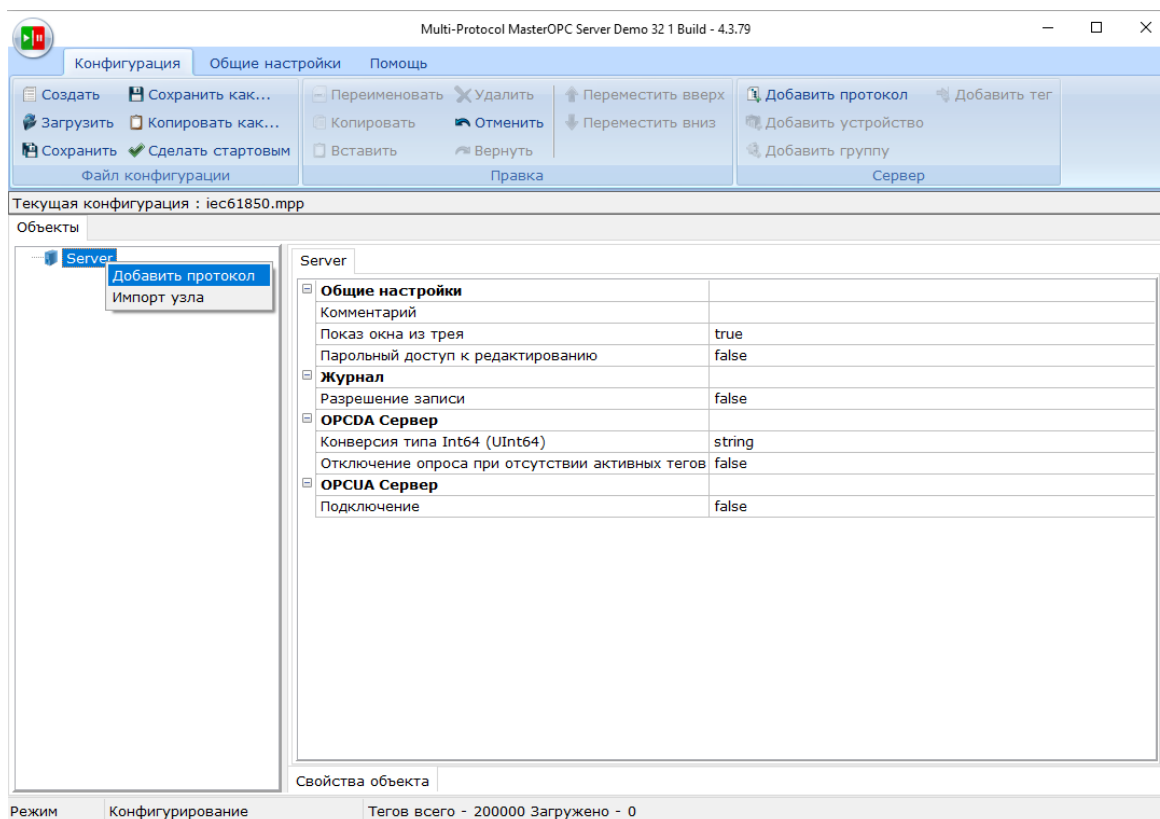 Multi-Protocol MasterOPC Server Demo 32 1 Build - 4.3.79
Конфигурация Общие настройки Помощь
Создать Сохранить как... Переименовать Удалить Переместить вверх Добавить протокол Добавить тег
Загрузить Копировать как... Копировать Отменить Переместить вниз Добавить устройство
Сохранить Сделать стартовым Вставить Вернуть Добавить группу
Файл конфигурации Правка Сервер
Текущая конфигурация : iec61850.mpp
Объекты
Server
Добавить протокол
Импорт узла
Server
Общие настройки
Комментарий
Показ окна из трея true
Парольный доступ к редактированию false
Журнал
Разрешение записи false
OPCDA Сервер
Конверсия типа Int64 (UInt64) string
Отключение опроса при отсутствии активных тегов false
OPCUA Сервер
Подключение false
Свойства объекта
Режим Конфигурирование Тегов всего - 200000 Загружено - 0